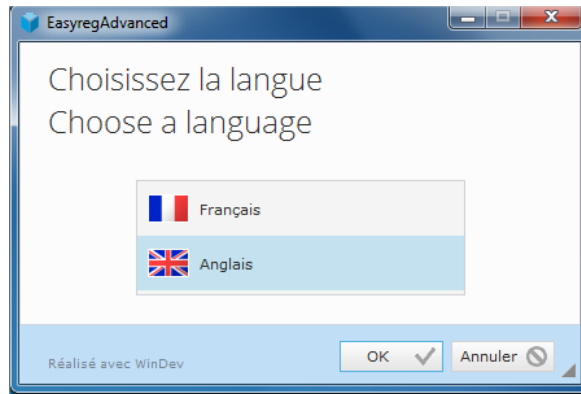 EasyregAdvanced
Choisissez la langue
Choose a language
Français
Anglais
Réalisé avec WinDev
OK
Annuler